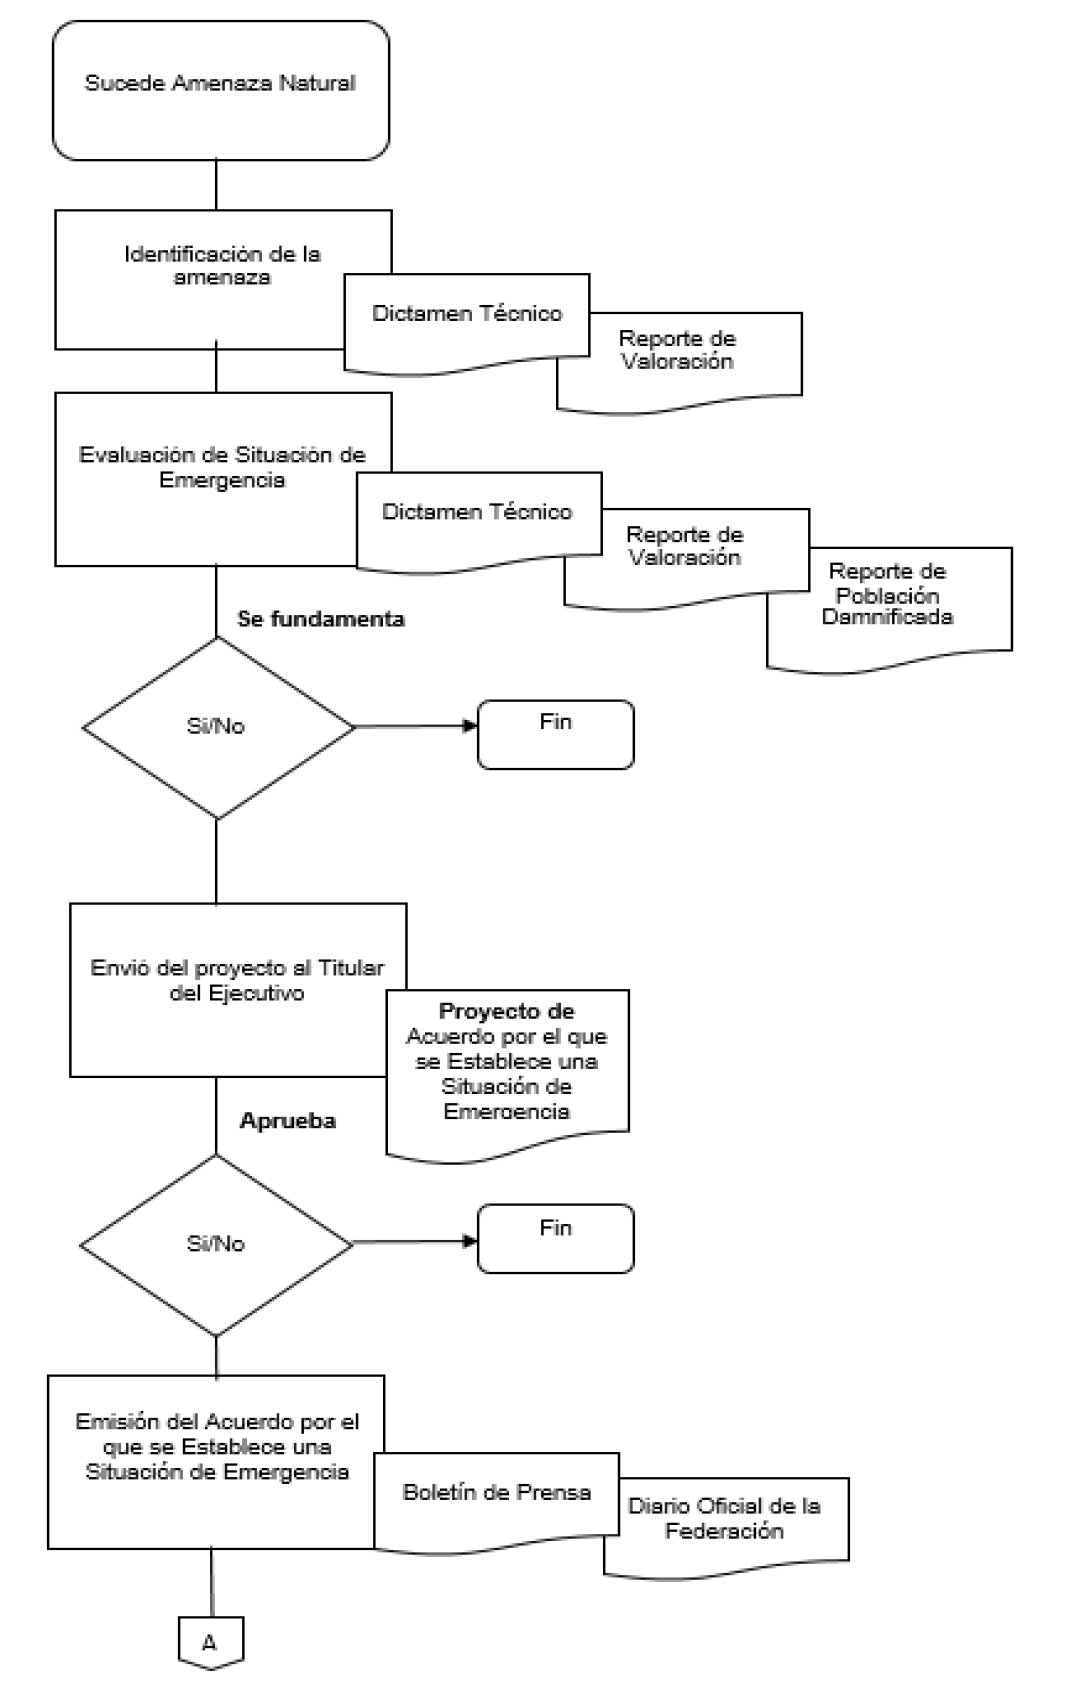 Sucede Amenaza Natural
Identificación de la
amenaza
Dictamen Técnico
Reporte de
Valoración
Evaluación de Situación de
Emergencia
Dictamen Técnico
Reporte de
Valoración
Reporte de
Población
Damnificada
Se fundamenta
Si/No
Fin
Envió del proyecto al Titular
del Ejecutivo
Proyecto de
Acuerdo por el que
se Establece una
Situación de
Emergencia
Aprueba
Si/No
Fin
Emisión del Acuerdo por el
que se Establece una
Situación de Emergencia
Boletín de Prensa
Diario Oficial de la
Federación
A